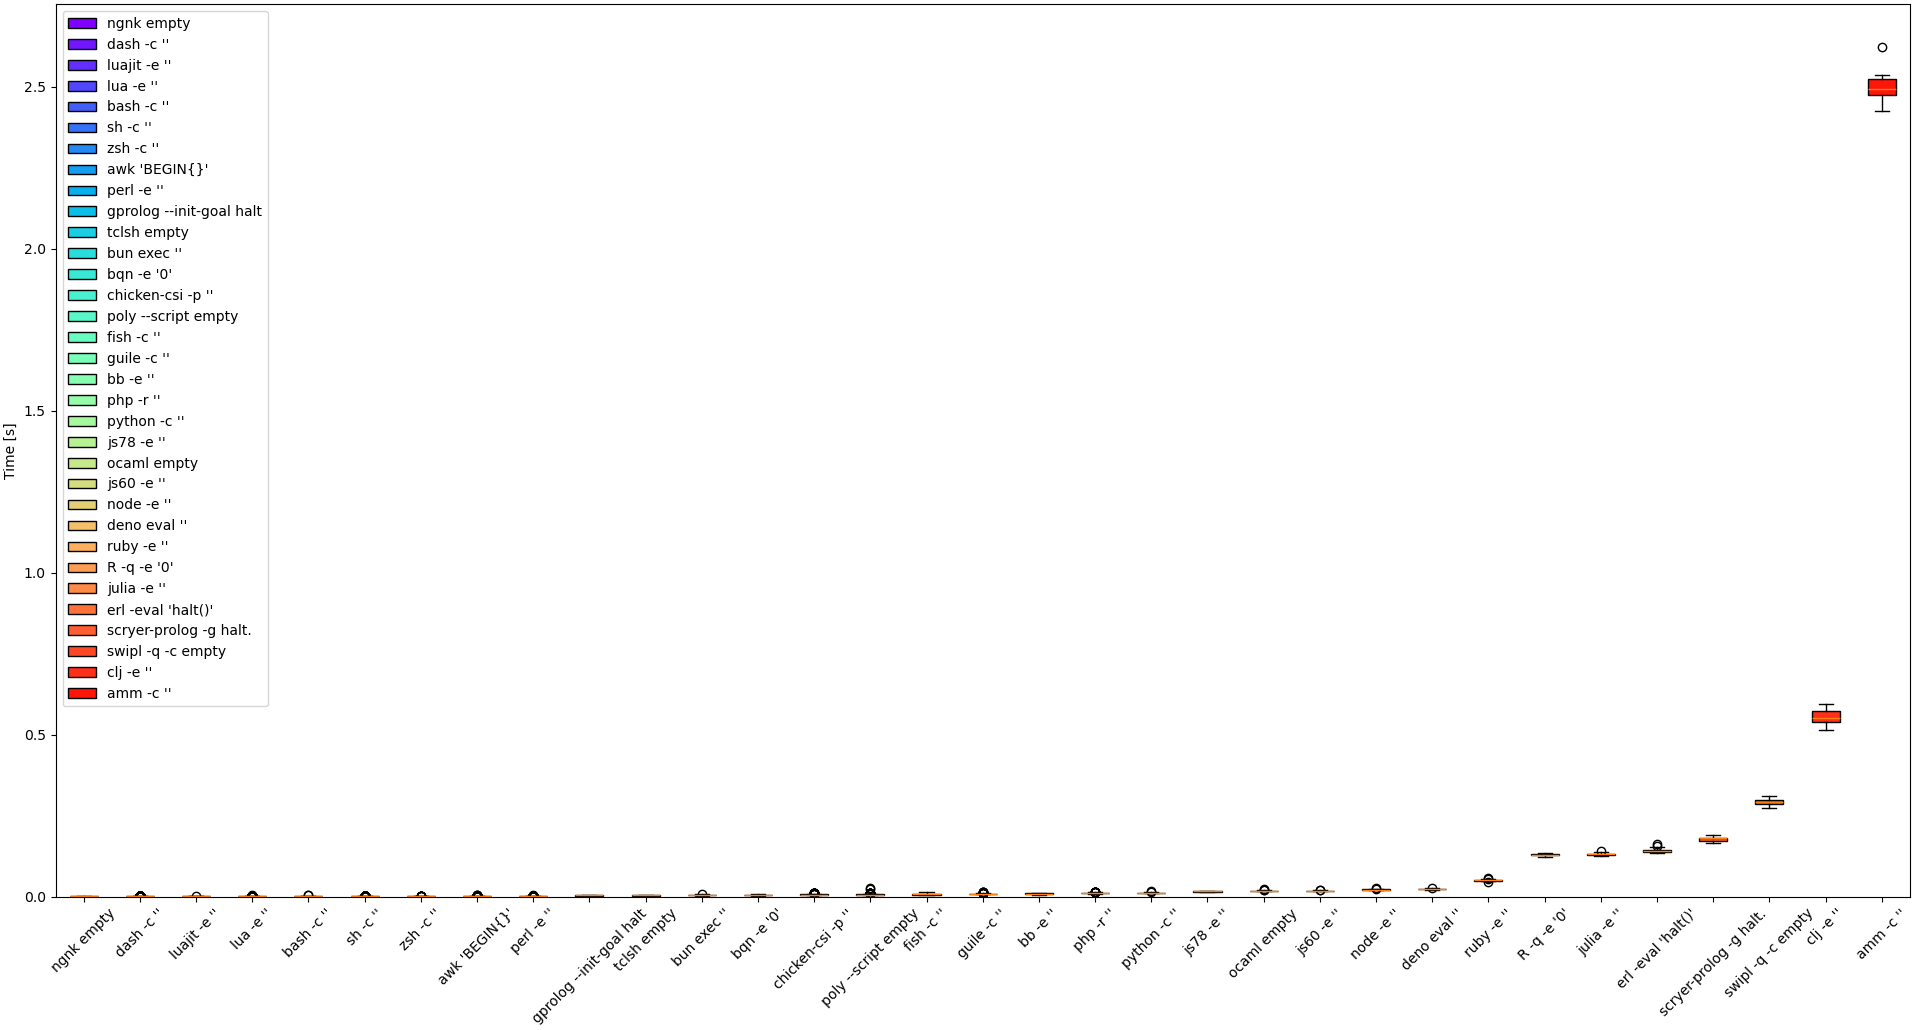 ngnk empty
dash -c ''
luajit -e ''
lua -e ''
bash -c ''
sh -c ''
zsh -c ''
awk 'BEGIN{}'
perl -e ''
gprolog --init-goal halt
tclsh empty
bun exec ''
bqn -e '0'
chicken-csi -p ''
poly --script empty
fish -c ''
guile -c ''
bb -e ''
php -r ''
python -c ''
js78 -e ''
ocaml empty
js60 -e ''
node -e ''
deno eval ''
ruby -e ''
R -q -e '0'
julia -e ''
erl -eval 'halt()'
scryer-prolog -g halt.
swipl -q -c empty
clj -e ''
amm -c ''
Time [s]
2.5
2.0
1.5
1.0
0.5
0.0
ngnk empty
dash -c ''
luajit -e ''
lua -e ''
bash -c ''
sh -c ''
zsh -c ''
awk 'BEGIN{}'
perl -e ''
gprolog --init-goal halt
tclsh empty
bun exec ''
bqn -e '0'
chicken-csi -p ''
poly --script empty
fish -c ''
guile -c ''
bb -e ''
php -r ''
python -c ''
js78 -e ''
ocaml empty
js60 -e ''
node -e ''
deno eval ''
ruby -e ''
R -q -e '0'
julia -e ''
erl -eval 'halt()'
scryer-prolog -g halt.
swipl -q -c empty
clj -e ''
amm -c ''